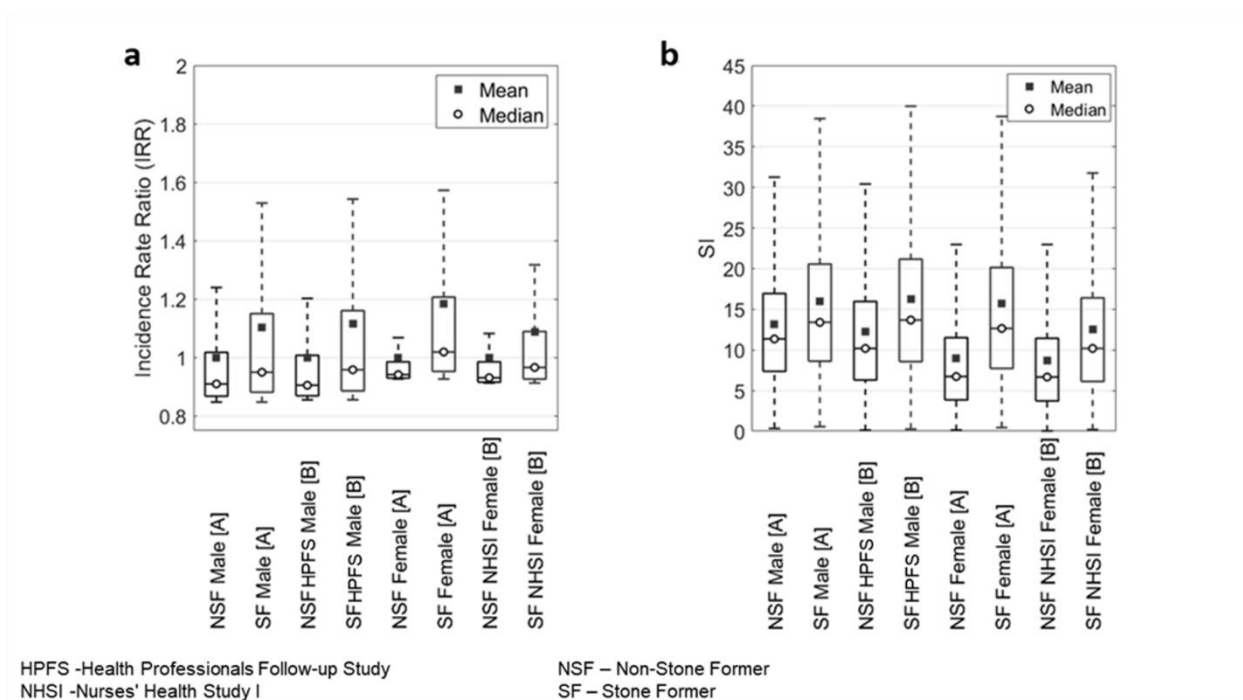 a
2
1.8
1.6
1.4
1.2
1
0.8
Incidence Rate Ratio (IRR)
Mean
Median
NSF Male [A]
SF Male [A]
NSF HPFS Male [B]
SFHPFS Male [B]
NSF Female [A]
SF Female [A]
NSF NHSI Female [B]
SF NHSI Female [B]
b
45
40
35
30
25
20
15
10
5
0
SI
Mean
Median
NSF Male [A]
SF Male [A]
NSF HPFS Male [B]
SFHPFS Male [B]
NSF Female [A]
SF Female [A]
NSF NHSI Female [B]
SF NHSI Female [B]
HPFS -Health Professionals Follow-up Study
NHSI -Nurses' Health Study I
NSF – Non-Stone Former
SF – Stone Former